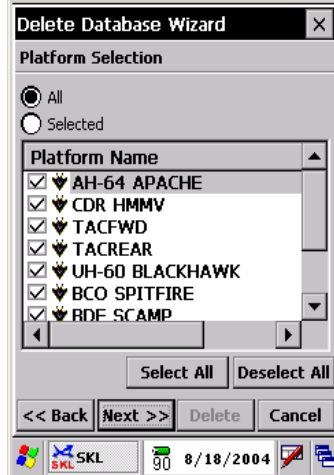 Delete Database Wizard
Platform Selection
All
Selected
Platform Name
AH-64 APACHE
CDR HMMV
TACFWD
TACREAR
UH-60 BLACKHAWK
BCO SPITFIRE
BDE SCAMP
Select All Deselect All
<< Back Next >> Delete Cancel
SKL SKL 90 8/18/2004